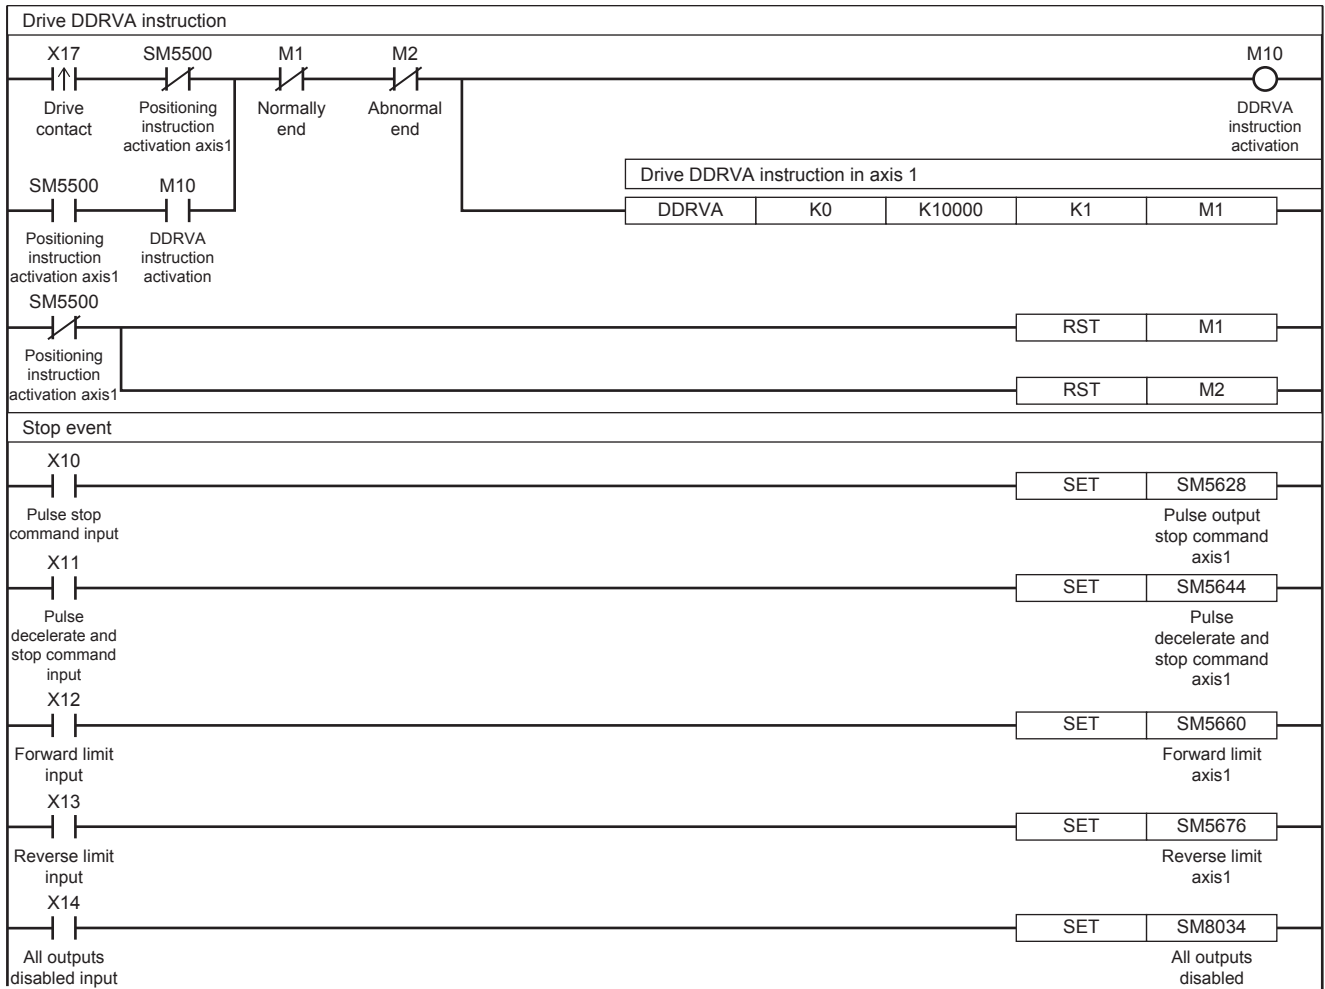 Drive DDRVA instruction
X17 SM5500 M1 M2 M10
Drive contact
Positioning instruction activation axis1
Normally end
Abnormal end
DDRVA instruction activation
Drive DDRVA instruction in axis 1
SM5500 M10
DDRVA K0 K10000 K1 M1
Positioning instruction activation axis1
DDRVA instruction activation
SM5500
RST M1
Positioning instruction activation axis1
RST M2
Stop event
X10
SET SM5628
Pulse stop command input
Pulse output stop command axis1
X11
SET SM5644
Pulse decelerate and stop command input
Pulse decelerate and stop command axis1
X12
SET SM5660
Forward limit input
Forward limit axis1
X13
SET SM5676
Reverse limit input
Reverse limit axis1
X14
SET SM8034
All outputs disabled input
All outputs disabled